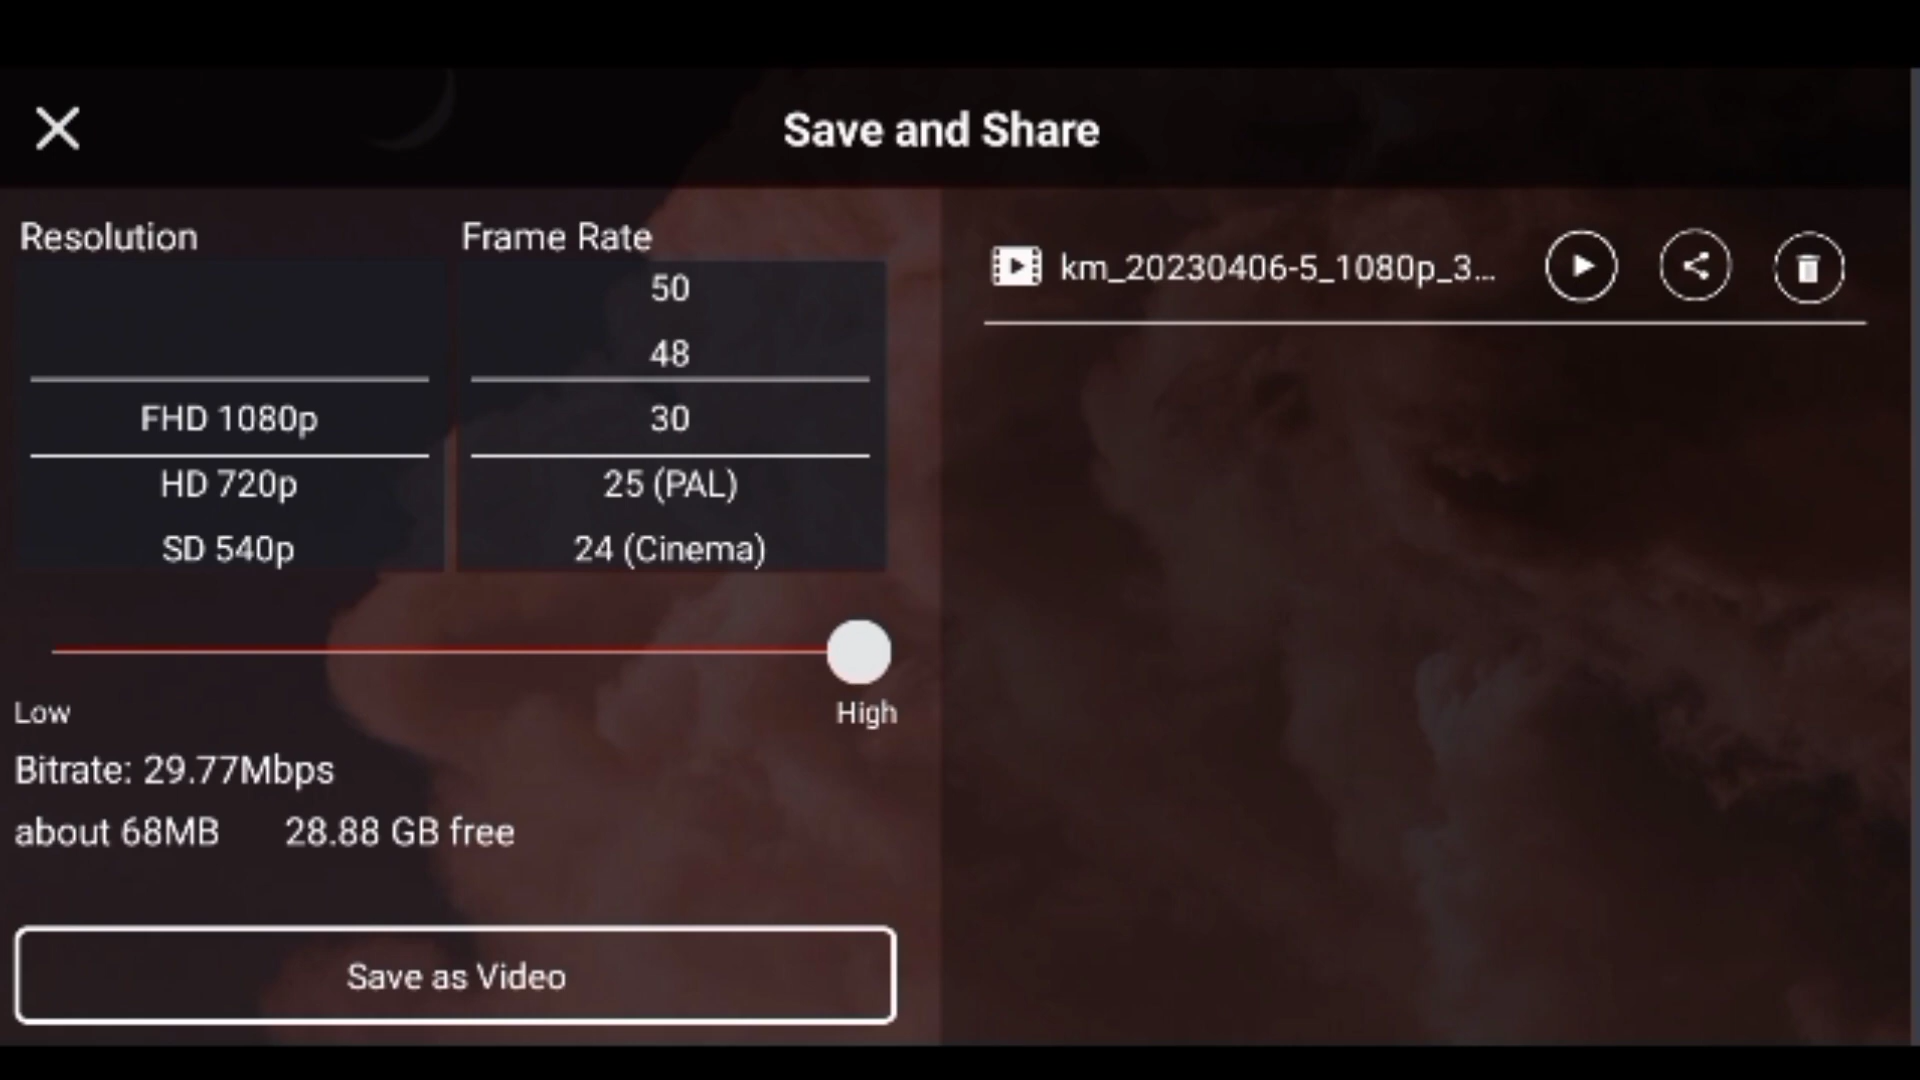 Save and Share
Resolution
FHD 1080p
HD 720p
SD 540p
Frame Rate
50
48
30
25 (PAL)
24 (Cinema)
Low
High
Bitrate: 29.77Mbps
about 68MB 28.88 GB free
Save as Video
km_20230406-5_1080p_3...